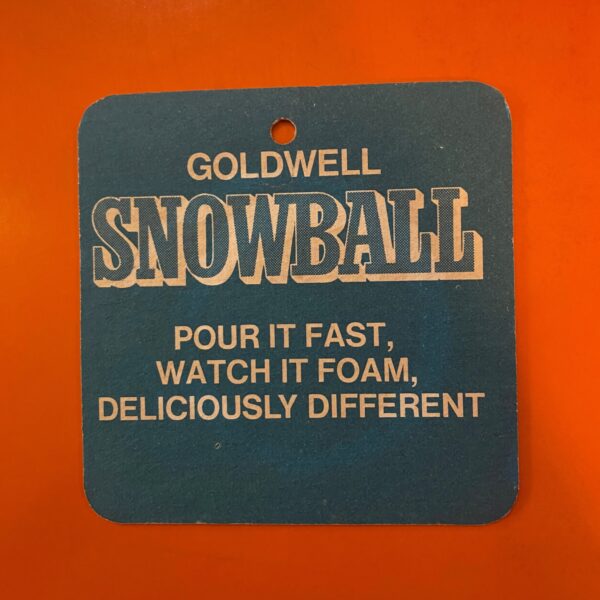 GOLDWELL
SNOWBALL
POUR IT FAST,
WATCH IT FOAM,
DELICIOUSLY DIFFERENT